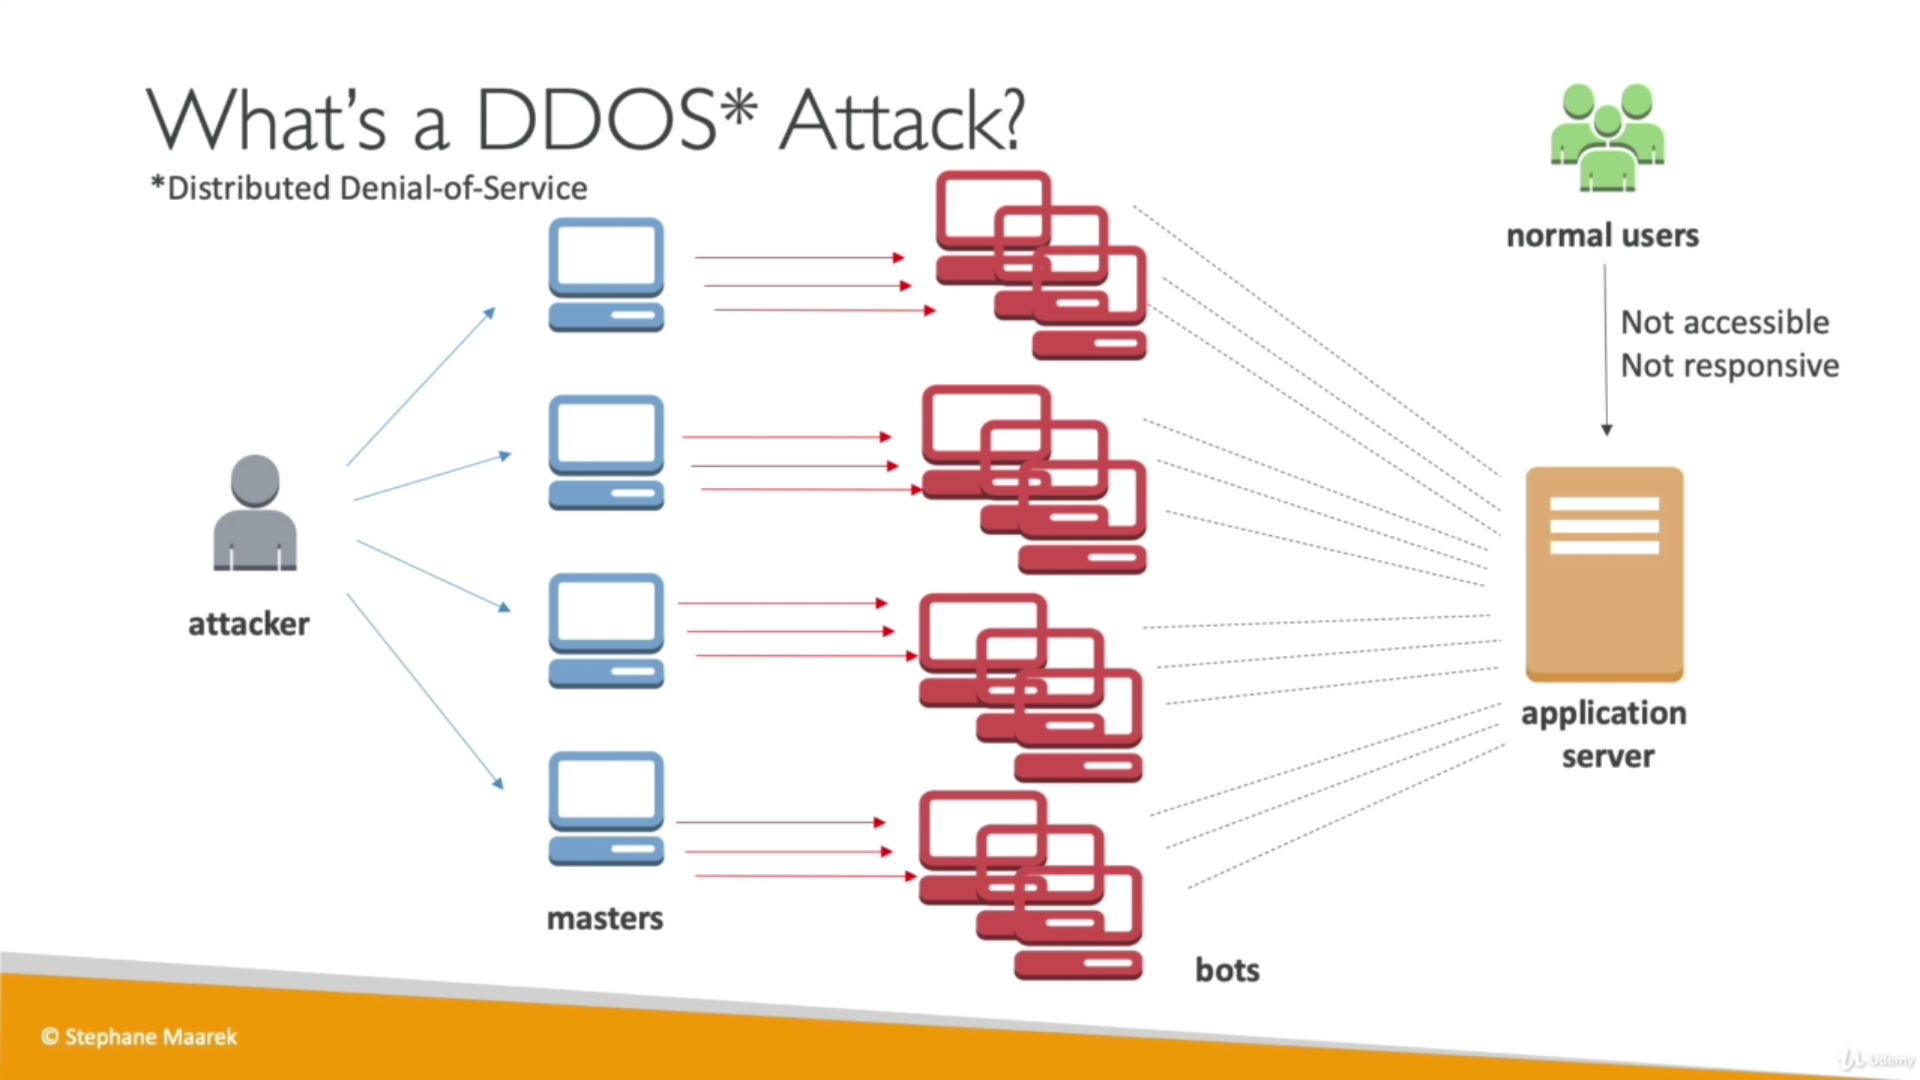 What's a DDOS* Attack?
*Distributed Denial-of-Service
normal users
Not accessible
Not responsive
attacker
application
server
masters
bots
© Stephane Maarek
Udemy